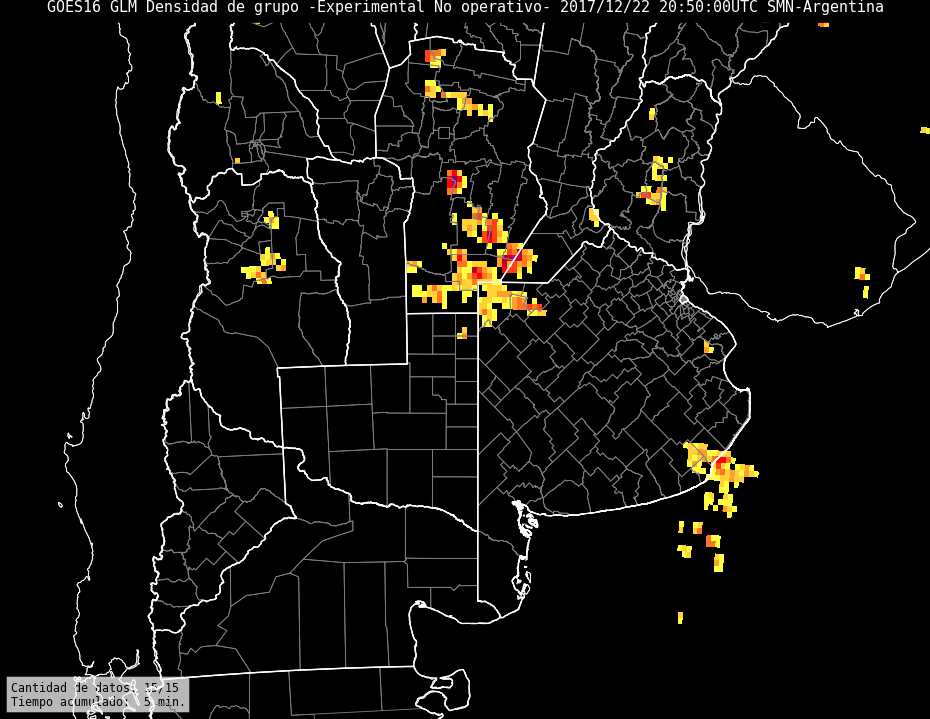 GOES16 GLM Densidad de grupo -Experimental No operativo- 2017/12/22 20:50:00UTC SMN-Argentina
Cantidad de datos: 15/15
Tiempo acumulado: 5 min.